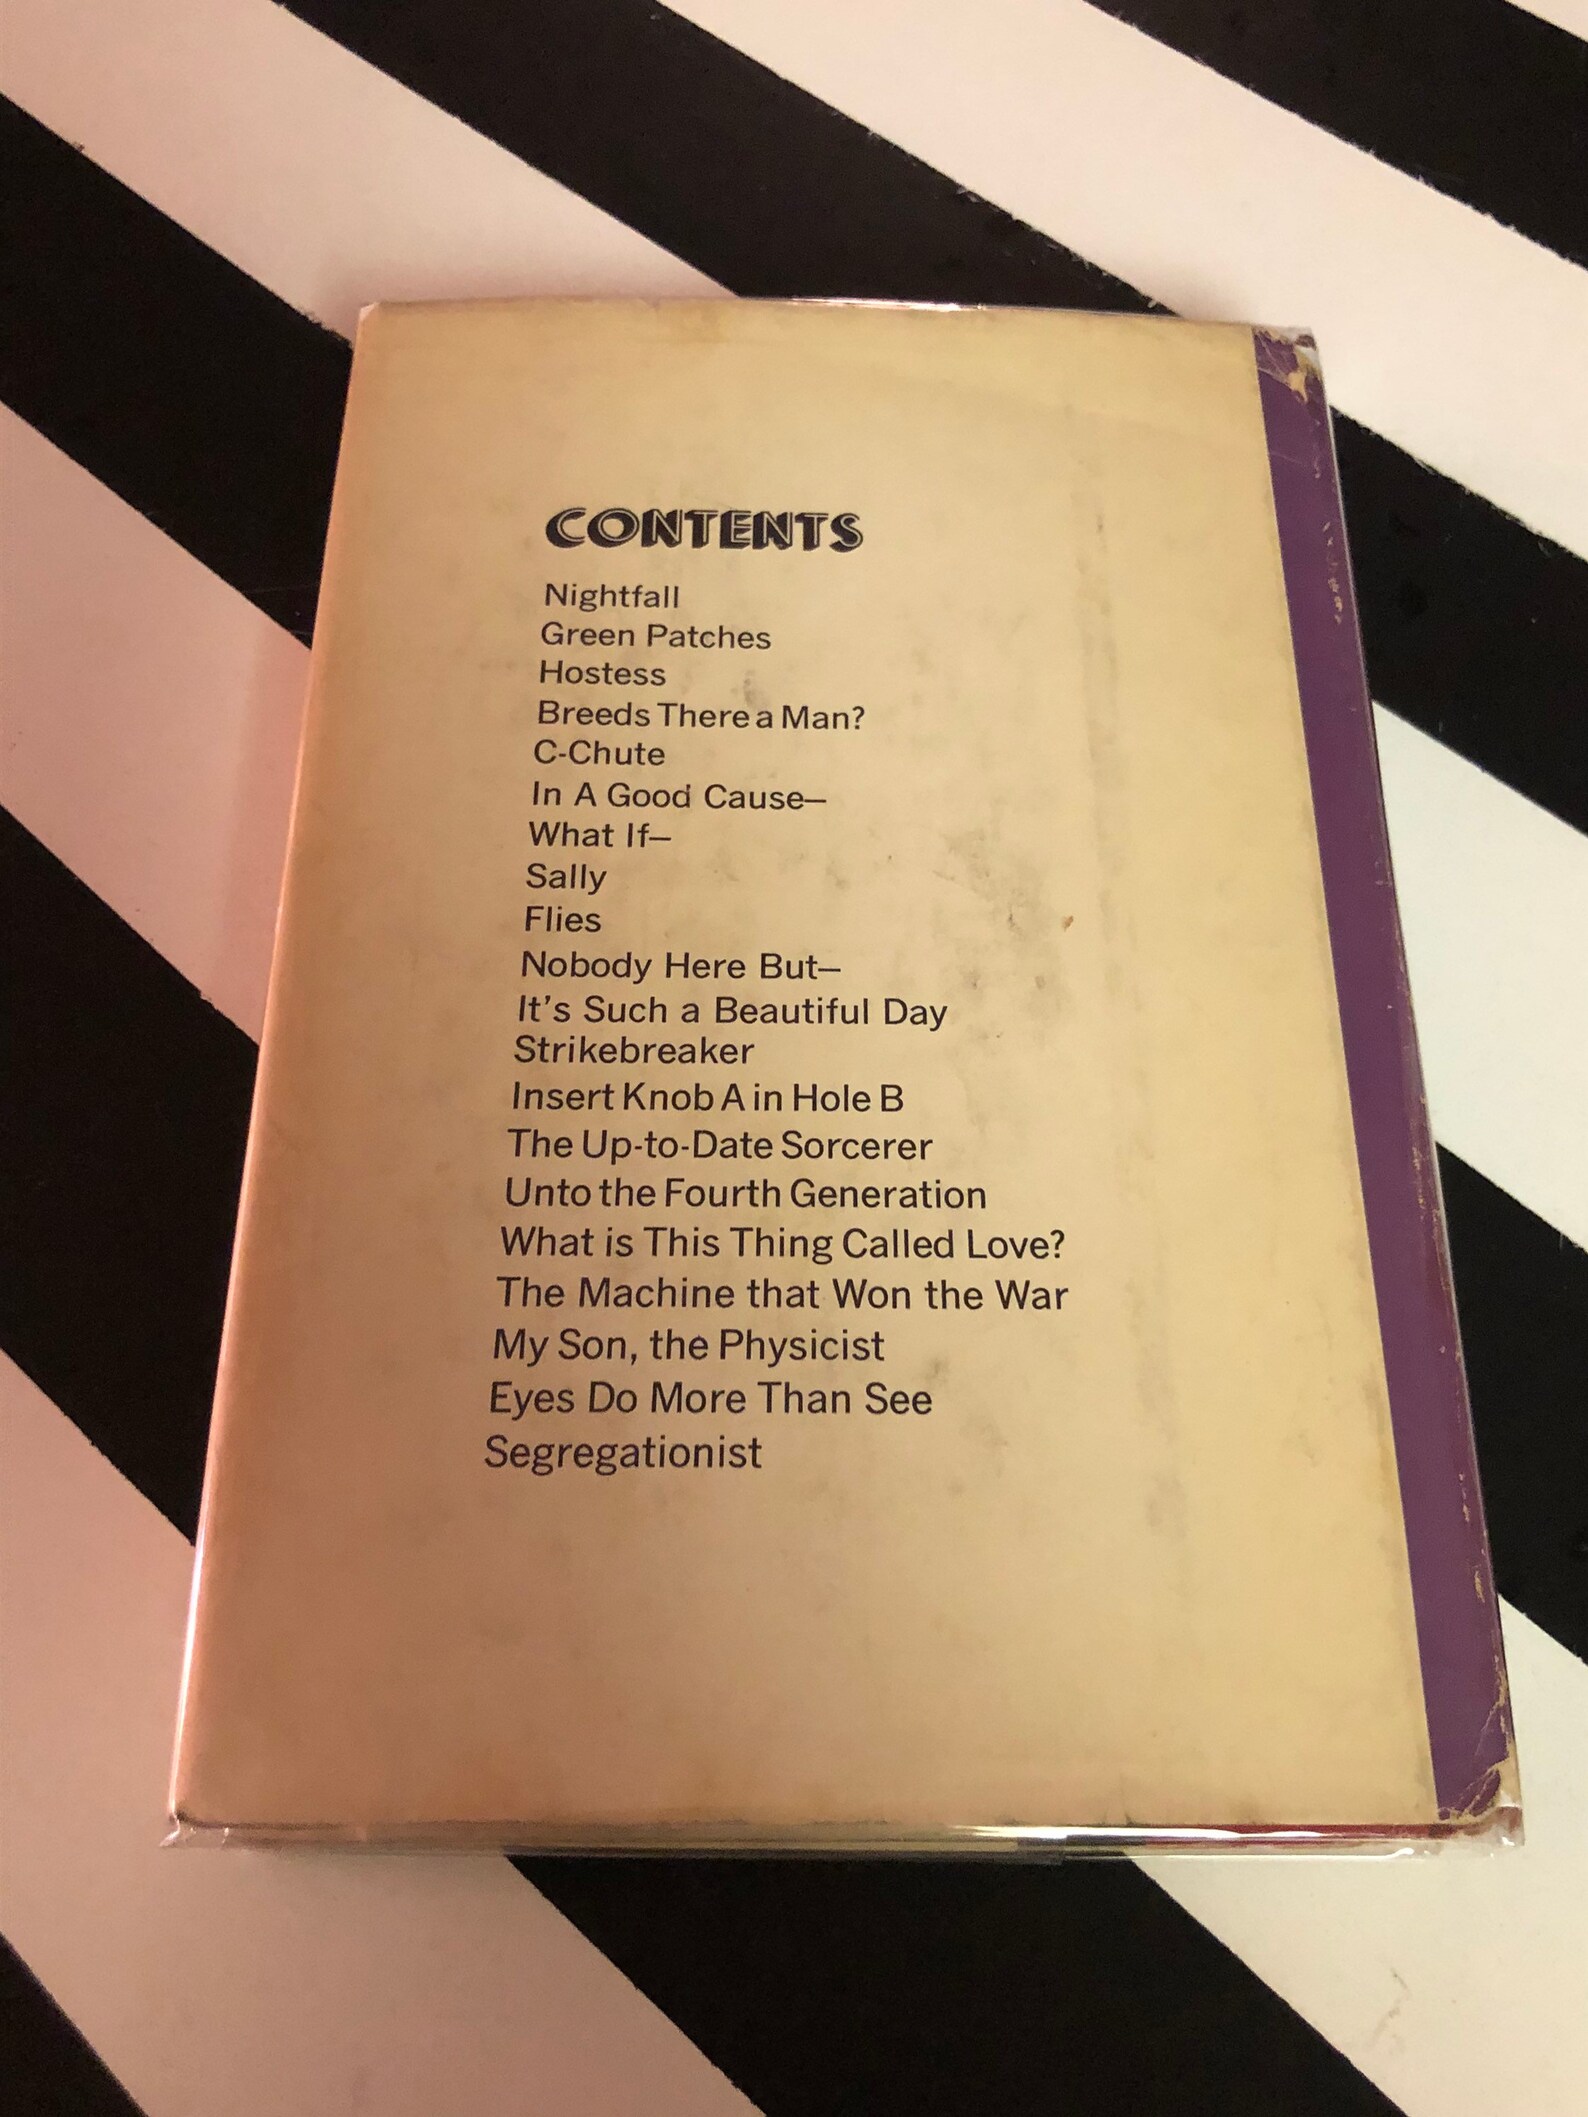 CONTENTS
Nightfall
Green Patches
Hostess
Breeds There a Man?
C-Chute
In A Good Cause—
What If—
Sally
Flies
Nobody Here But—
It's Such a Beautiful Day
Strikebreaker
Insert Knob A in Hole B
The Up-to-Date Sorcerer
Unto the Fourth Generation
What is This Thing Called Love?
The Machine that Won the War
My Son, the Physicist
Eyes Do More Than See
Segregationist